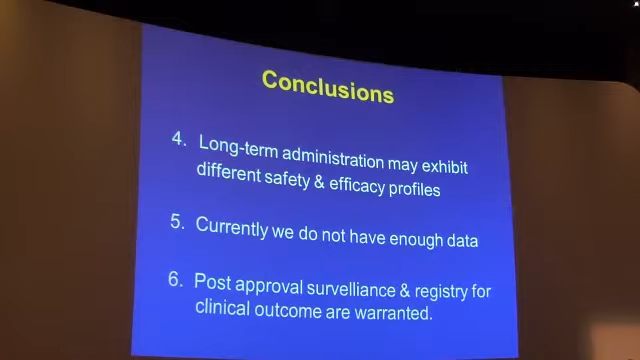 Conclusions
4. Long-term administration may exhibit
different safety & efficacy profiles
5. Currently we do not have enough data
6. Post approval survelliance & registry for
clinical outcome are warranted.